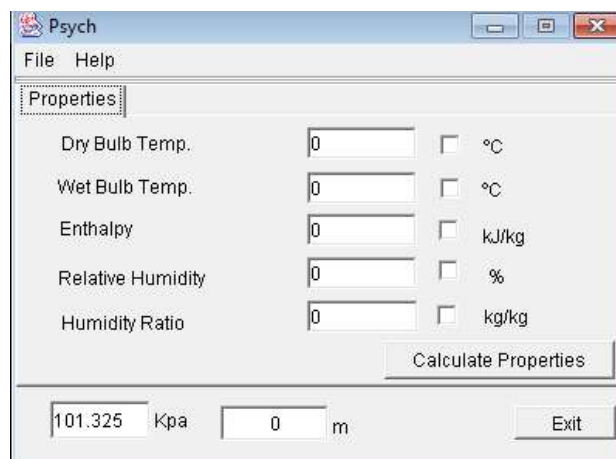 Psych
File Help
Properties
Dry Bulb Temp. 0 °C
Wet Bulb Temp. 0 °C
Enthalpy 0 kJ/kg
Relative Humidity 0 %
Humidity Ratio 0 kg/kg
Calculate Properties
101.325 Kpa 0 m Exit